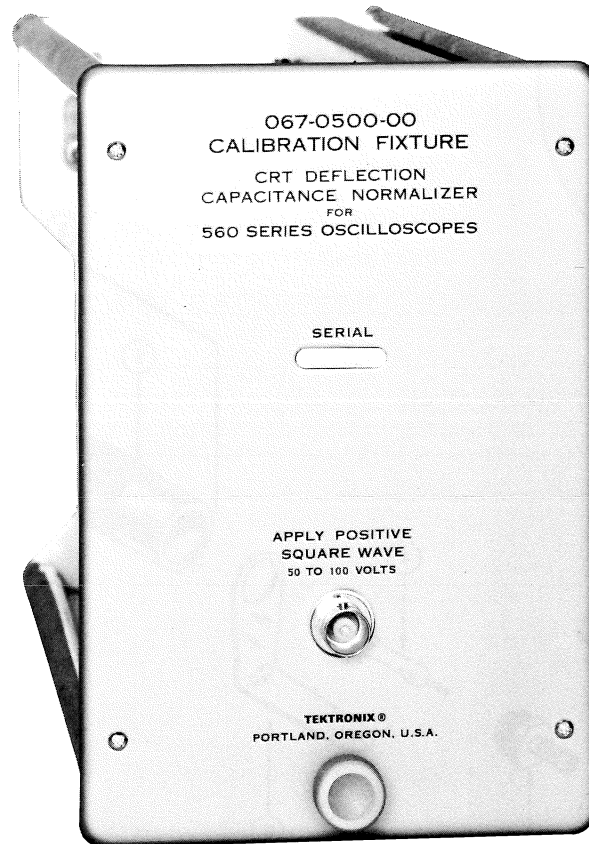 067-0500-00
CALIBRATION FIXTURE
CRT DEFLECTION
CAPACITANCE NORMALIZER
FOR
560 SERIES OSCILLOSCOPES
SERIAL
APPLY POSITIVE
SQUARE WAVE
50 TO 100 VOLTS
TEKTRONIX®
PORTLAND, OREGON, U.S.A.